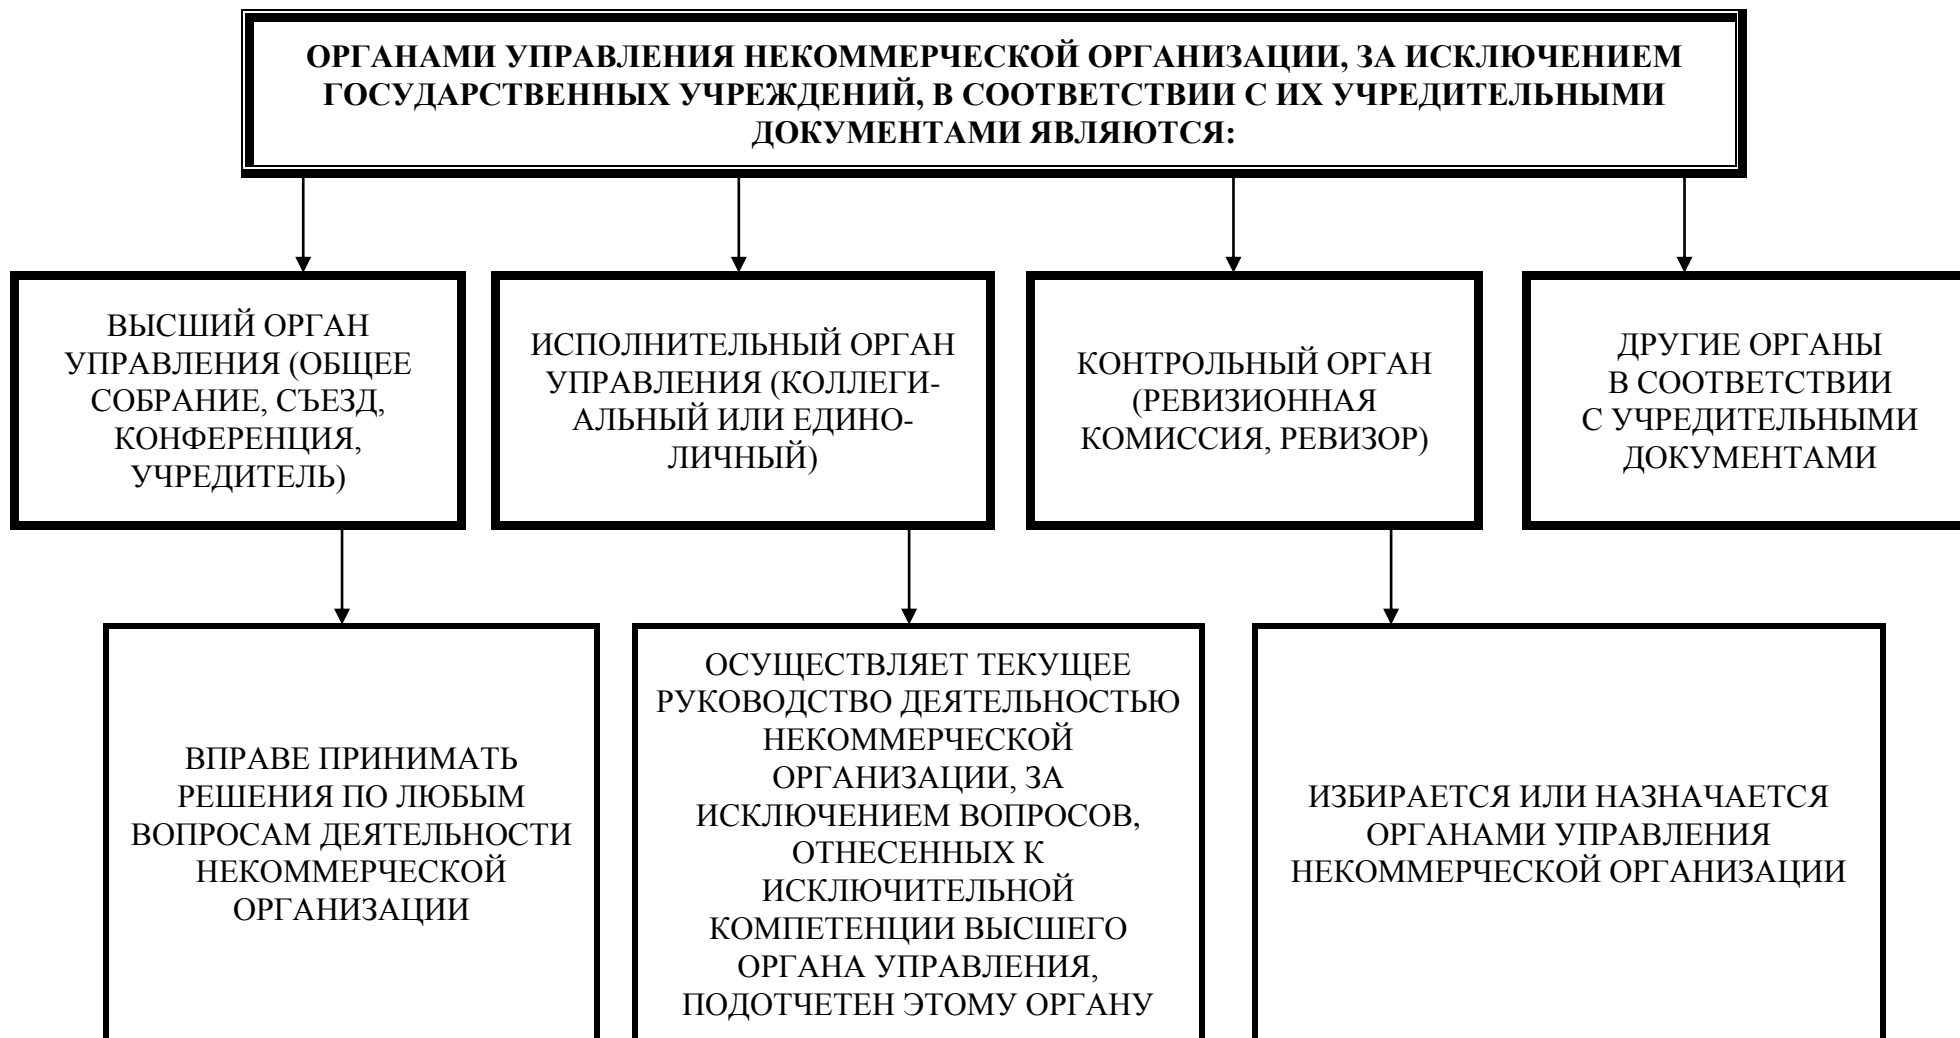 ОРГАНАМИ УПРАВЛЕНИЯ НЕКОММЕРЧЕСКОЙ ОРГАНИЗАЦИИ, ЗА ИСКЛЮЧЕНИЕМ
ГОСУДАРСТВЕННЫХ УЧРЕЖДЕНИЙ, В СООТВЕТСТВИИ С ИХ УЧРЕДИТЕЛЬНЫМИ
ДОКУМЕНТАМИ ЯВЛЯЮТСЯ:
ВЫСШИЙ ОРГАН
УПРАВЛЕНИЯ (ОБЩЕЕ
СОБРАНИЕ, СЪЕЗД,
КОНФЕРЕНЦИЯ,
УЧРЕДИТЕЛЬ)
ИСПОЛНИТЕЛЬНЫЙ ОРГАН
УПРАВЛЕНИЯ (КОЛЛЕГИ-
АЛЬНЫЙ ИЛИ ЕДИНО-
ЛИЧНЫЙ)
КОНТРОЛЬНЫЙ ОРГАН
(РЕВИЗИОННАЯ
КОМИССИЯ, РЕВИЗОР)
ДРУГИЕ ОРГАНЫ
В СООТВЕТСТВИИ
С УЧРЕДИТЕЛЬНЫМИ
ДОКУМЕНТАМИ
ВПРАВЕ ПРИНИМАТЬ
РЕШЕНИЯ ПО ЛЮБЫМ
ВОПРОСАМ ДЕЯТЕЛЬНОСТИ
НЕКОММЕРЧЕСКОЙ
ОРГАНИЗАЦИИ
ОСУЩЕСТВЛЯЕТ ТЕКУЩЕЕ
РУКОВОДСТВО ДЕЯТЕЛЬНОСТЬЮ
НЕКОММЕРЧЕСКОЙ
ОРГАНИЗАЦИИ, ЗА
ИСКЛЮЧЕНИЕМ ВОПРОСОВ,
ОТНЕСЕННЫХ К
ИСКЛЮЧИТЕЛЬНОЙ
КОМПЕТЕНЦИИ ВЫСШЕГО
ОРГАНА УПРАВЛЕНИЯ,
ПОДОТЧЕТЕН ЭТОМУ ОРГАНУ
ИЗБИРАЕТСЯ ИЛИ НАЗНАЧАЕТСЯ
ОРГАНАМИ УПРАВЛЕНИЯ
НЕКОММЕРЧЕСКОЙ ОРГАНИЗАЦИИ